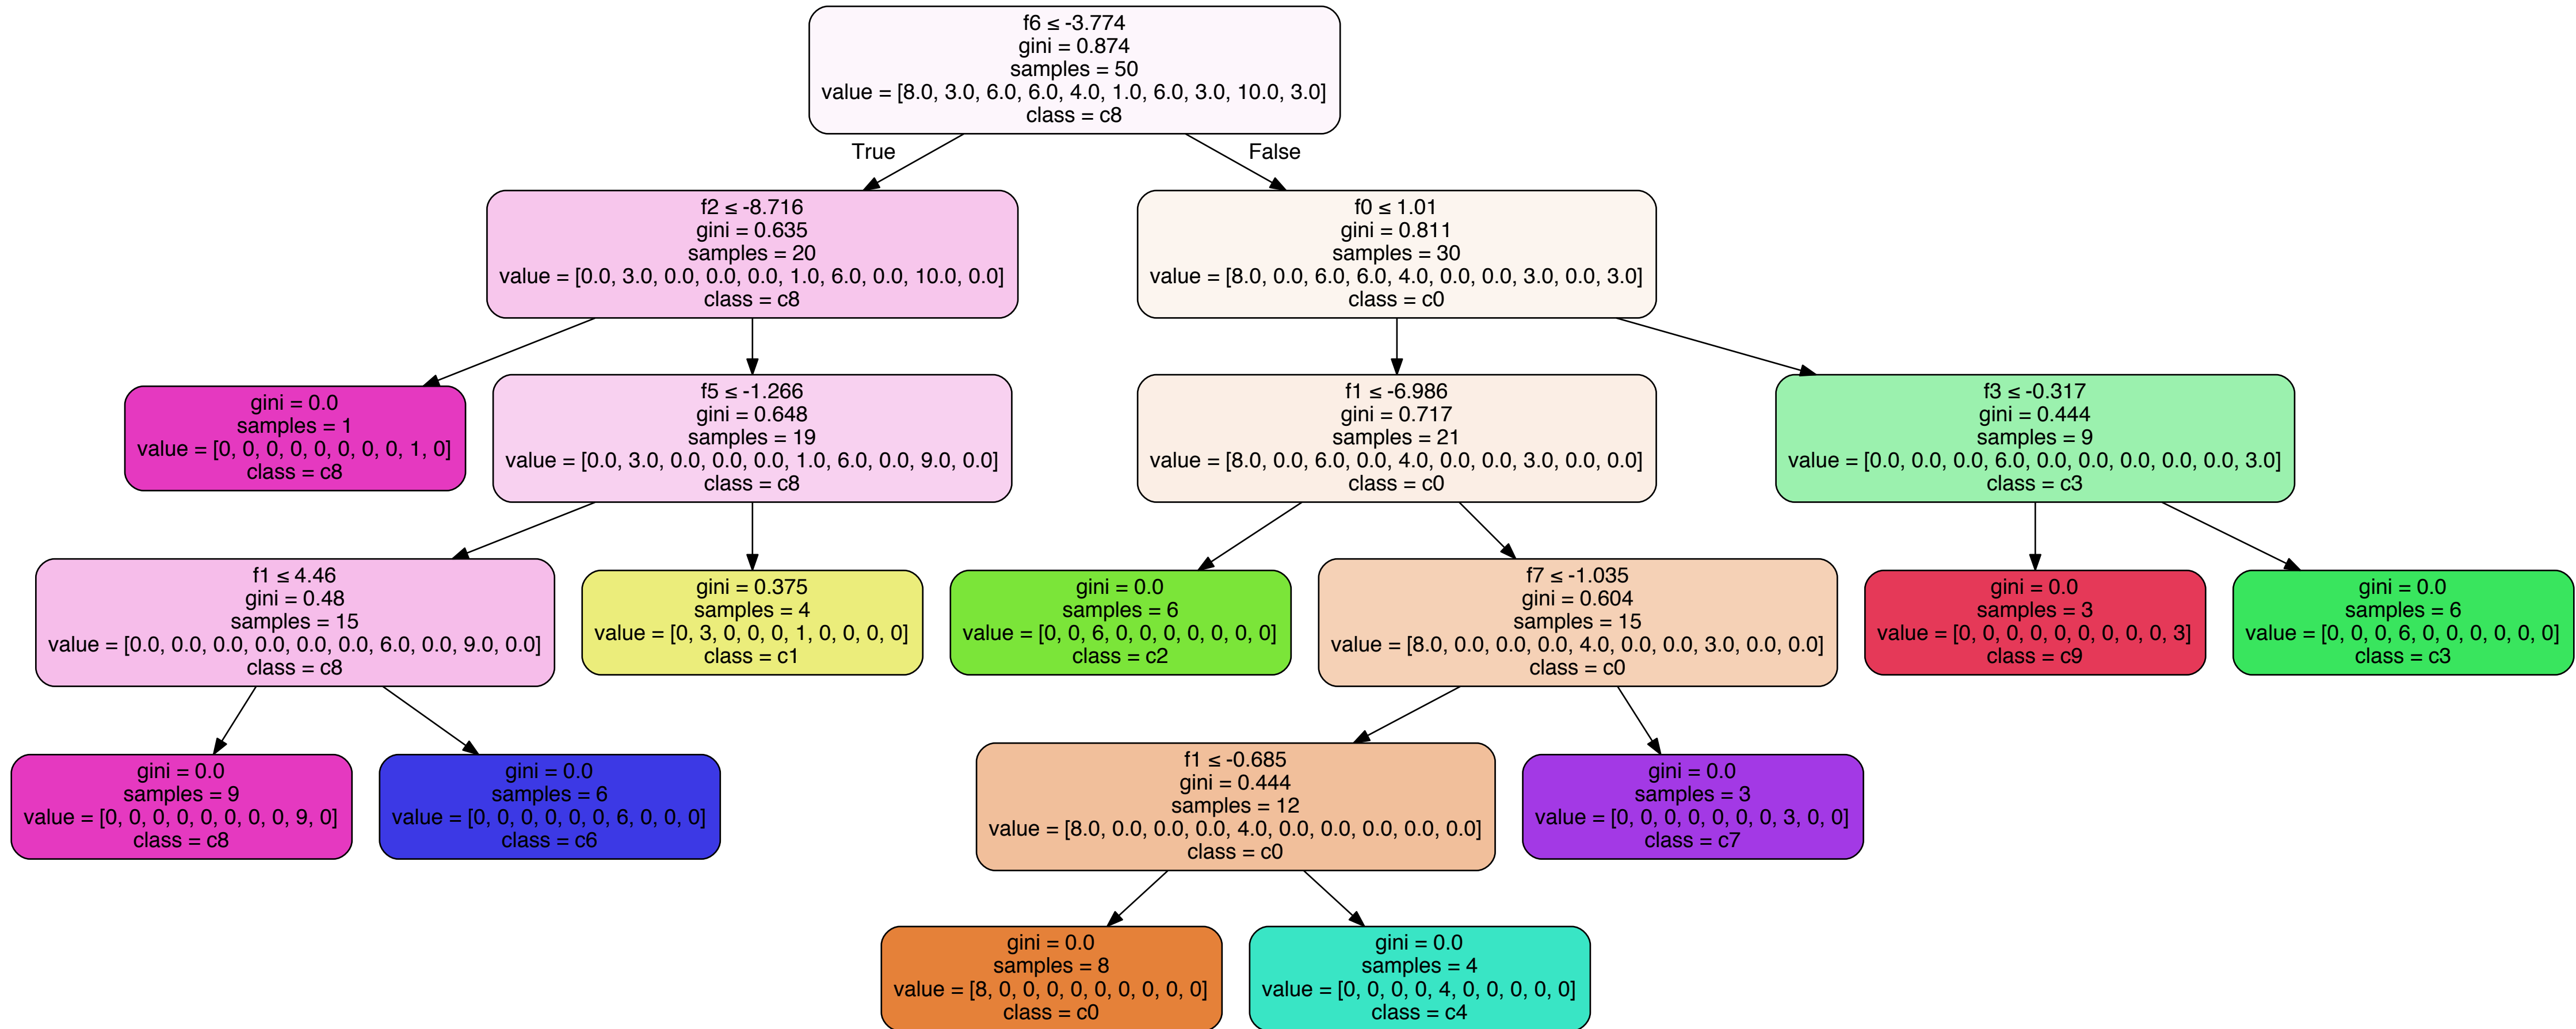 f6 ≤ -3.774
gini = 0.874
samples = 50
value = [8.0, 3.0, 6.0, 6.0, 4.0, 1.0, 6.0, 3.0, 10.0, 3.0]
class = c8
True
False
f2 ≤ -8.716
gini = 0.635
samples = 20
value = [0.0, 3.0, 0.0, 0.0, 0.0, 1.0, 6.0, 0.0, 10.0, 0.0]
class = c8
f0 ≤ 1.01
gini = 0.811
samples = 30
value = [8.0, 0.0, 6.0, 6.0, 4.0, 0.0, 0.0, 3.0, 0.0, 3.0]
class = c0
gini = 0.0
samples = 1
value = [0, 0, 0, 0, 0, 0, 0, 0, 1, 0]
class = c8
f5 ≤ -1.266
gini = 0.648
samples = 19
value = [0.0, 3.0, 0.0, 0.0, 0.0, 1.0, 6.0, 0.0, 9.0, 0.0]
class = c8
f1 ≤ -6.986
gini = 0.717
samples = 21
value = [8.0, 0.0, 6.0, 0.0, 4.0, 0.0, 0.0, 3.0, 0.0, 0.0]
class = c0
f3 ≤ -0.317
gini = 0.444
samples = 9
value = [0.0, 0.0, 0.0, 6.0, 0.0, 0.0, 0.0, 0.0, 0.0, 3.0]
class = c3
f1 ≤ 4.46
gini = 0.48
samples = 15
value = [0.0, 0.0, 0.0, 0.0, 0.0, 0.0, 6.0, 0.0, 9.0, 0.0]
class = c8
gini = 0.375
samples = 4
value = [0, 3, 0, 0, 0, 1, 0, 0, 0, 0]
class = c1
gini = 0.0
samples = 6
value = [0, 0, 6, 0, 0, 0, 0, 0, 0, 0]
class = c2
f7 ≤ -1.035
gini = 0.604
samples = 15
value = [8.0, 0.0, 0.0, 0.0, 4.0, 0.0, 0.0, 3.0, 0.0, 0.0]
class = c0
gini = 0.0
samples = 3
value = [0, 0, 0, 0, 0, 0, 0, 0, 0, 3]
class = c9
gini = 0.0
samples = 6
value = [0, 0, 0, 6, 0, 0, 0, 0, 0, 0]
class = c3
gini = 0.0
samples = 9
value = [0, 0, 0, 0, 0, 0, 0, 0, 9, 0]
class = c8
gini = 0.0
samples = 6
value = [0, 0, 0, 0, 0, 0, 6, 0, 0, 0]
class = c6
f1 ≤ -0.685
gini = 0.444
samples = 12
value = [8.0, 0.0, 0.0, 0.0, 4.0, 0.0, 0.0, 0.0, 0.0, 0.0]
class = c0
gini = 0.0
samples = 3
value = [0, 0, 0, 0, 0, 0, 0, 3, 0, 0]
class = c7
gini = 0.0
samples = 8
value = [8, 0, 0, 0, 0, 0, 0, 0, 0, 0]
class = c0
gini = 0.0
samples = 4
value = [0, 0, 0, 0, 4, 0, 0, 0, 0, 0]
class = c4